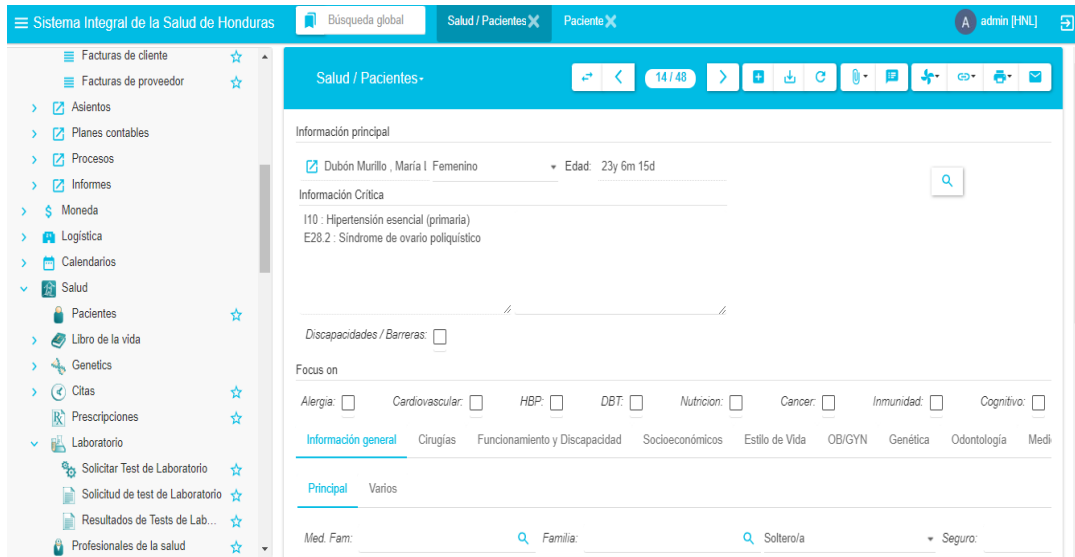 Sistema Integral de la Salud de Honduras
Búsqueda global
Salud / Pacientes
Paciente
A admin [HNL]
Facturas de cliente
Facturas de proveedor
Asientos
Planes contables
Procesos
Informes
$ Moneda
Logística
Calendarios
Salud
Pacientes
Libro de la vida
Genetics
Citas
Prescripciones
Laboratorio
Solicitar Test de Laboratorio
Solicitud de test de Laboratorio
Resultados de Tests de Lab...
Profesionales de la salud
Salud / Pacientes
14 / 48
Información principal
Dubón Murillo , María I Femenino Edad: 23y 6m 15d
Información Crítica
I10 : Hipertensión esencial (primaria)
E28.2 : Síndrome de ovario poliquístico
Discapacidades / Barreras:
Focus on
Alergia: Cardiovascular: HBP: DBT: Nutricion: Cancer: Inmunidad: Cognitivo:
Información general Cirugías Funcionamiento y Discapacidad Socioeconómicos Estilo de Vida OB/GYN Genética Odontología Medi
Principal Varios
Med. Fam: Familia: Soltero/a Seguro: